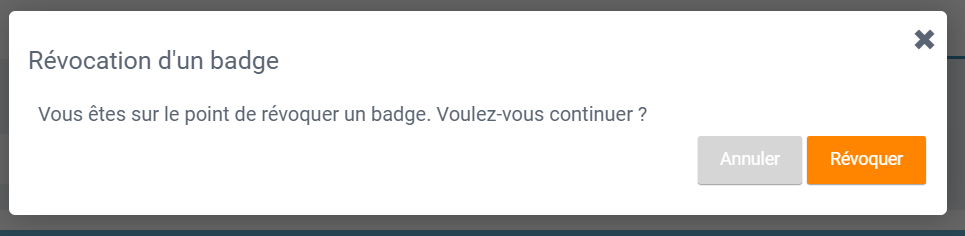 Révocation d'un badge
Vous êtes sur le point de révoquer un badge. Voulez-vous continuer ?
Annuler Révoquer